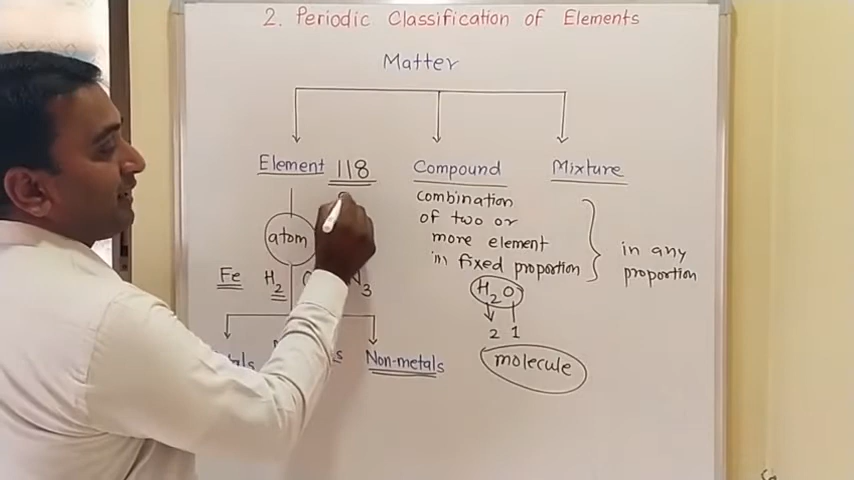 2. Periodic Classification of Elements
Matter
Element 118 Compound Mixture
combination
of two or
more element
in fixed proportion
in any
proportion
atom
Fe H2
3
H2O
2 1
Non-metals
molecule